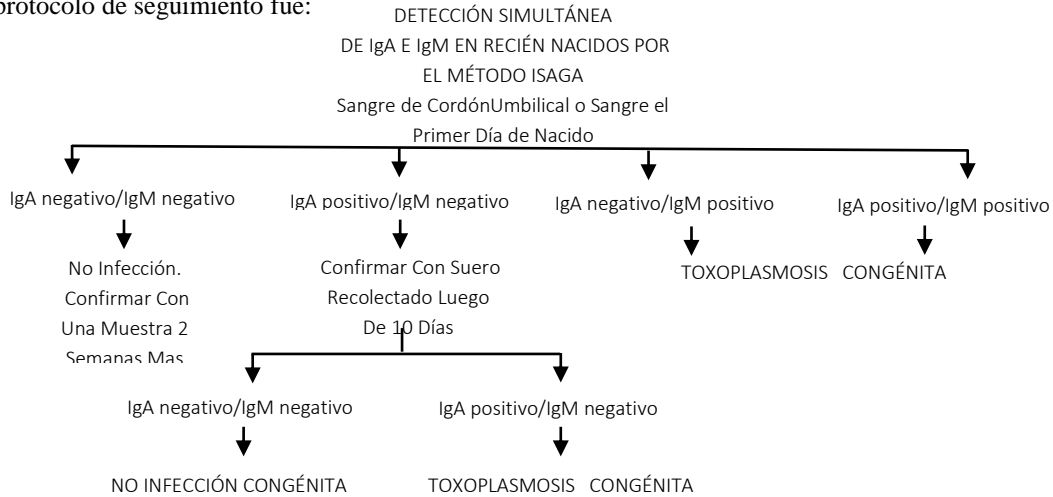 protocolo de seguimiento fue:
DETECCIÓN SIMULTÁNEA
DE IgA E IgM EN RECIÉN NACIDOS POR
EL MÉTODO ISAGA
Sangre de CordónUmbilical o Sangre el
Primer Día de Nacido
IgA negativo/IgM negativo
IgA positivo/IgM negativo
IgA negativo/IgM positivo
IgA positivo/IgM positivo
No Infección.
Confirmar Con
Una Muestra 2
Semanas Mas
Confirmar Con Suero
Recolectado Luego
De 10 Días
TOXOPLASMOSIS CONGÉNITA
IgA negativo/IgM negativo
IgA positivo/IgM negativo
NO INFECCIÓN CONGÉNITA
TOXOPLASMOSIS CONGÉNITA